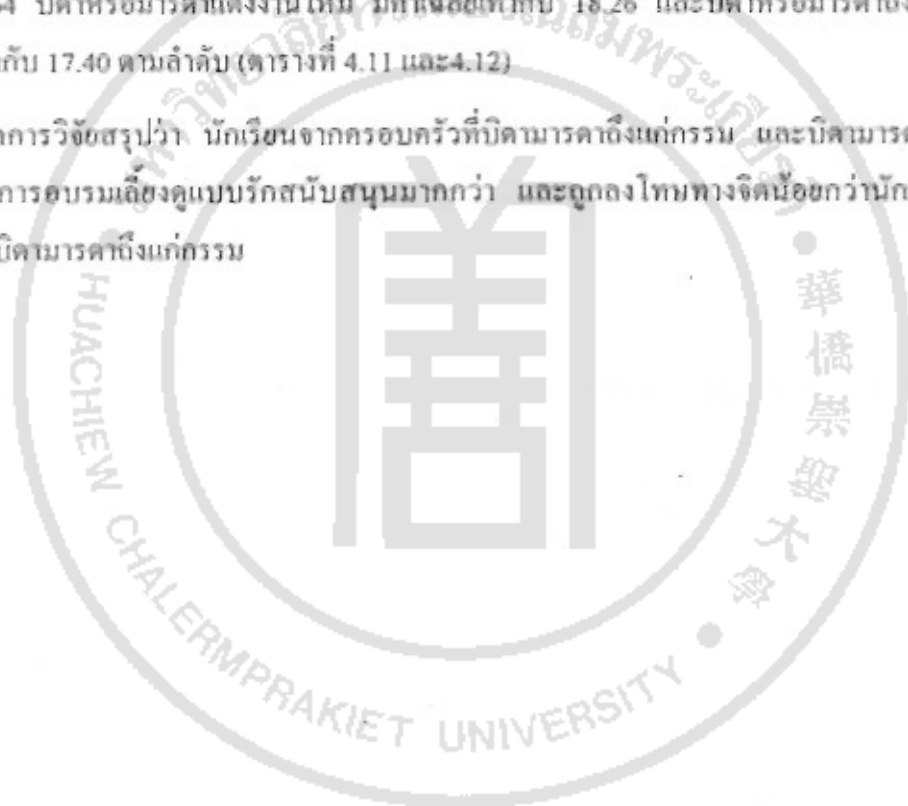 54 บิดาหรือมารดาแต่งงานใหม่ มีค่าเฉลี่ยเท่ากับ 18.26 และบิดาหรือมารดาถึง
กับ 17.40 ตามลำดับ (ตารางที่ 4.11 และ4.12)
การวิจัยสรุปว่า นักเรียนจากครอบครัวที่บิดามารดาถึงแก่กรรม และบิดามารด
การอบรมเลี้ยงดูแบบรักสนับสนุนมากกว่า และถูกลงโทษทางจิตน้อยกว่านัก
บิดามารดาถึงแก่กรรม
HUACHIEW CHALERMPRAKIET UNIVERSITY
華僑崇聖大學